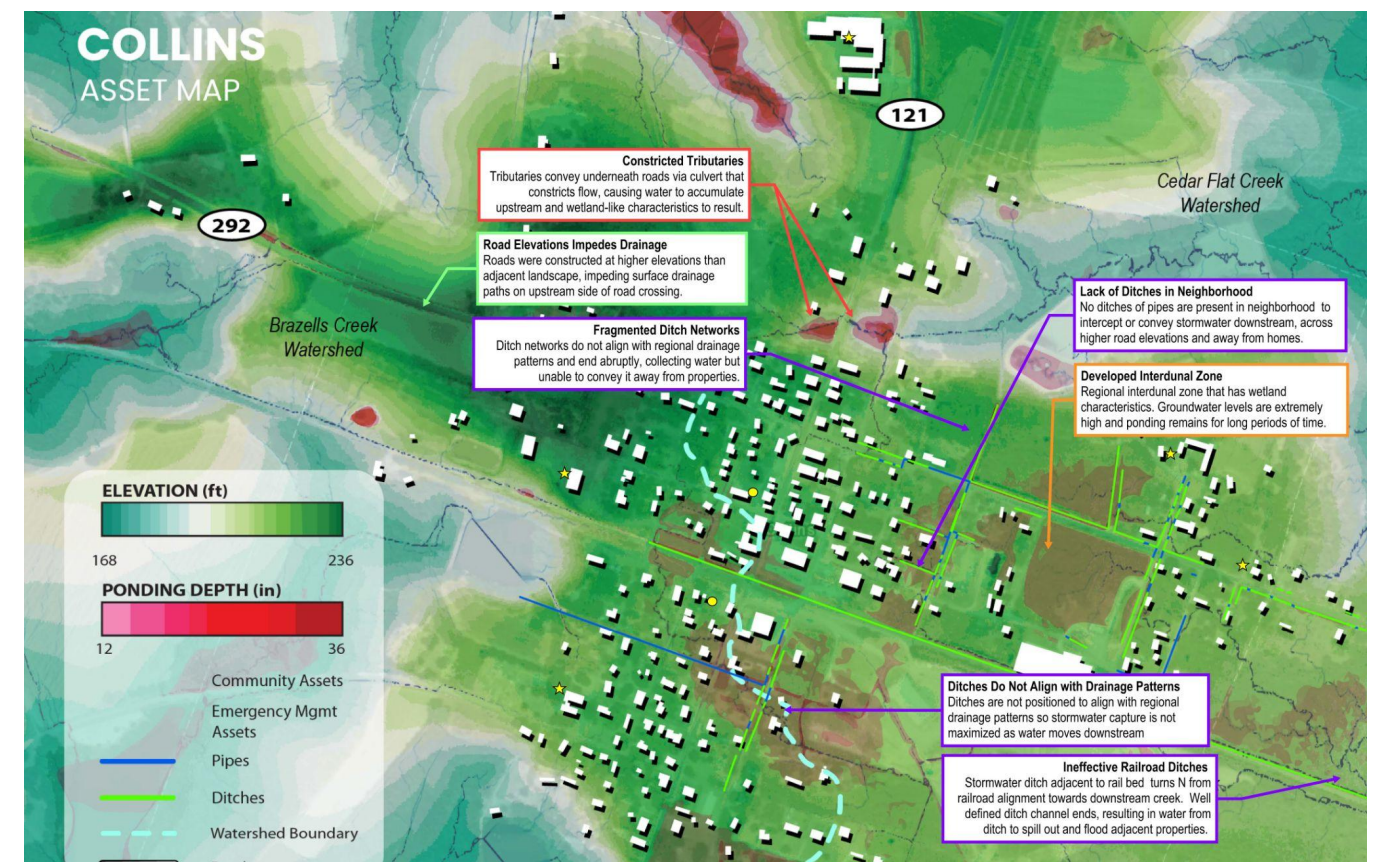 COLLINS
ASSET MAP
121
Constricted Tributaries
Tributaries convey underneath roads via culvert that
constricts flow, causing water to accumulate
upstream and wetland-like characteristics to result.
Cedar Flat Creek
Watershed
292
Road Elevations Impedes Drainage
Roads were constructed at higher elevations than
adjacent landscape, impeding surface drainage
paths on upstream side of road crossing.
Lack of Ditches in Neighborhood
No ditches of pipes are present in neighborhood to
intercept or convey stormwater downstream, across
higher road elevations and away from homes.
Brazells Creek
Watershed
Fragmented Ditch Networks
Ditch networks do not align with regional drainage
patterns and end abruptly, collecting water but
unable to convey it away from properties.
Developed Interdunal Zone
Regional interdunal zone that has wetland
characteristics. Groundwater levels are extremely
high and ponding remains for long periods of time.
ELEVATION (ft)
168 236
PONDING DEPTH (in)
12 36
Community Assets
Emergency Mgmt
Assets
Pipes
Ditches
Watershed Boundary
Ditches Do Not Align with Drainage Patterns
Ditches are not positioned to align with regional
drainage patterns so stormwater capture is not
maximized as water moves downstream
Ineffective Railroad Ditches
Stormwater ditch adjacent to rail bed turns N from
railroad alignment towards downstream creek. Well
defined ditch channel ends, resulting in water from
ditch to spill out and flood adjacent properties.